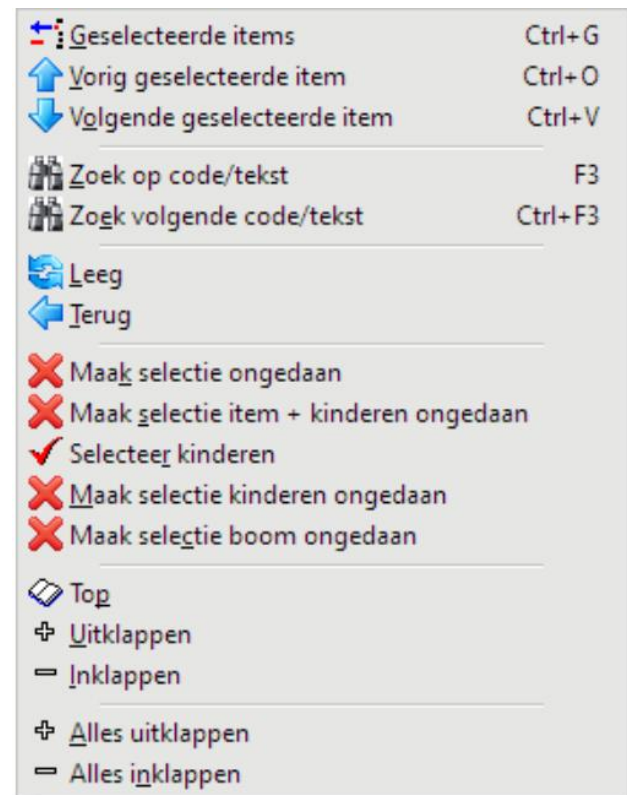 Geselecteerde items Ctrl+G
Vorig geselecteerde item Ctrl+O
Volgende geselecteerde item Ctrl+V
Zoek op code/tekst F3
Zoek volgende code/tekst Ctrl+F3
Leeg
Terug
Maak selectie ongedaan
Maak selectie item + kinderen ongedaan
Selecteer kinderen
Maak selectie kinderen ongedaan
Maak selectie boom ongedaan
Top
Uitklappen
Inklappen
Alles uitklappen
Alles inklappen